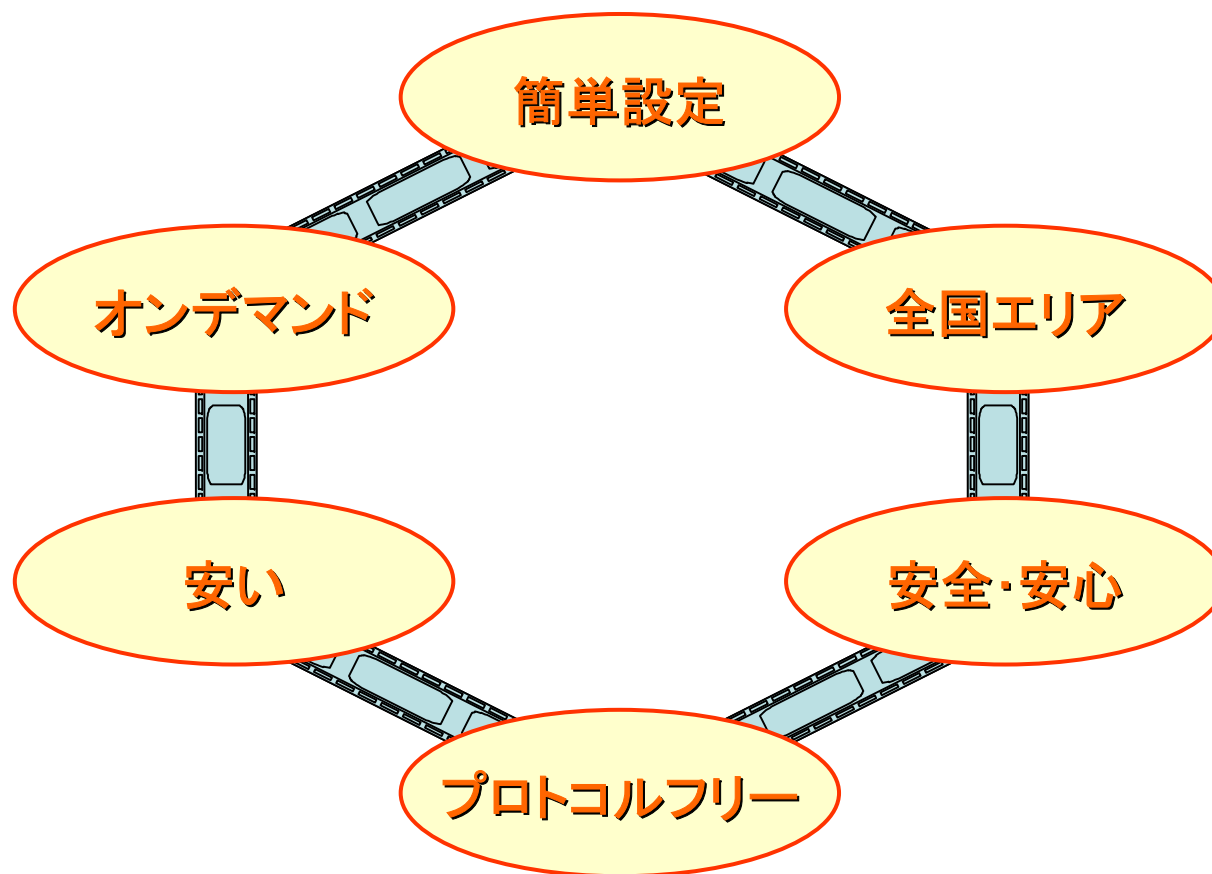 簡単設定
オンデマンド
全国エリア
安い
安全・安心
プロトコルフリー